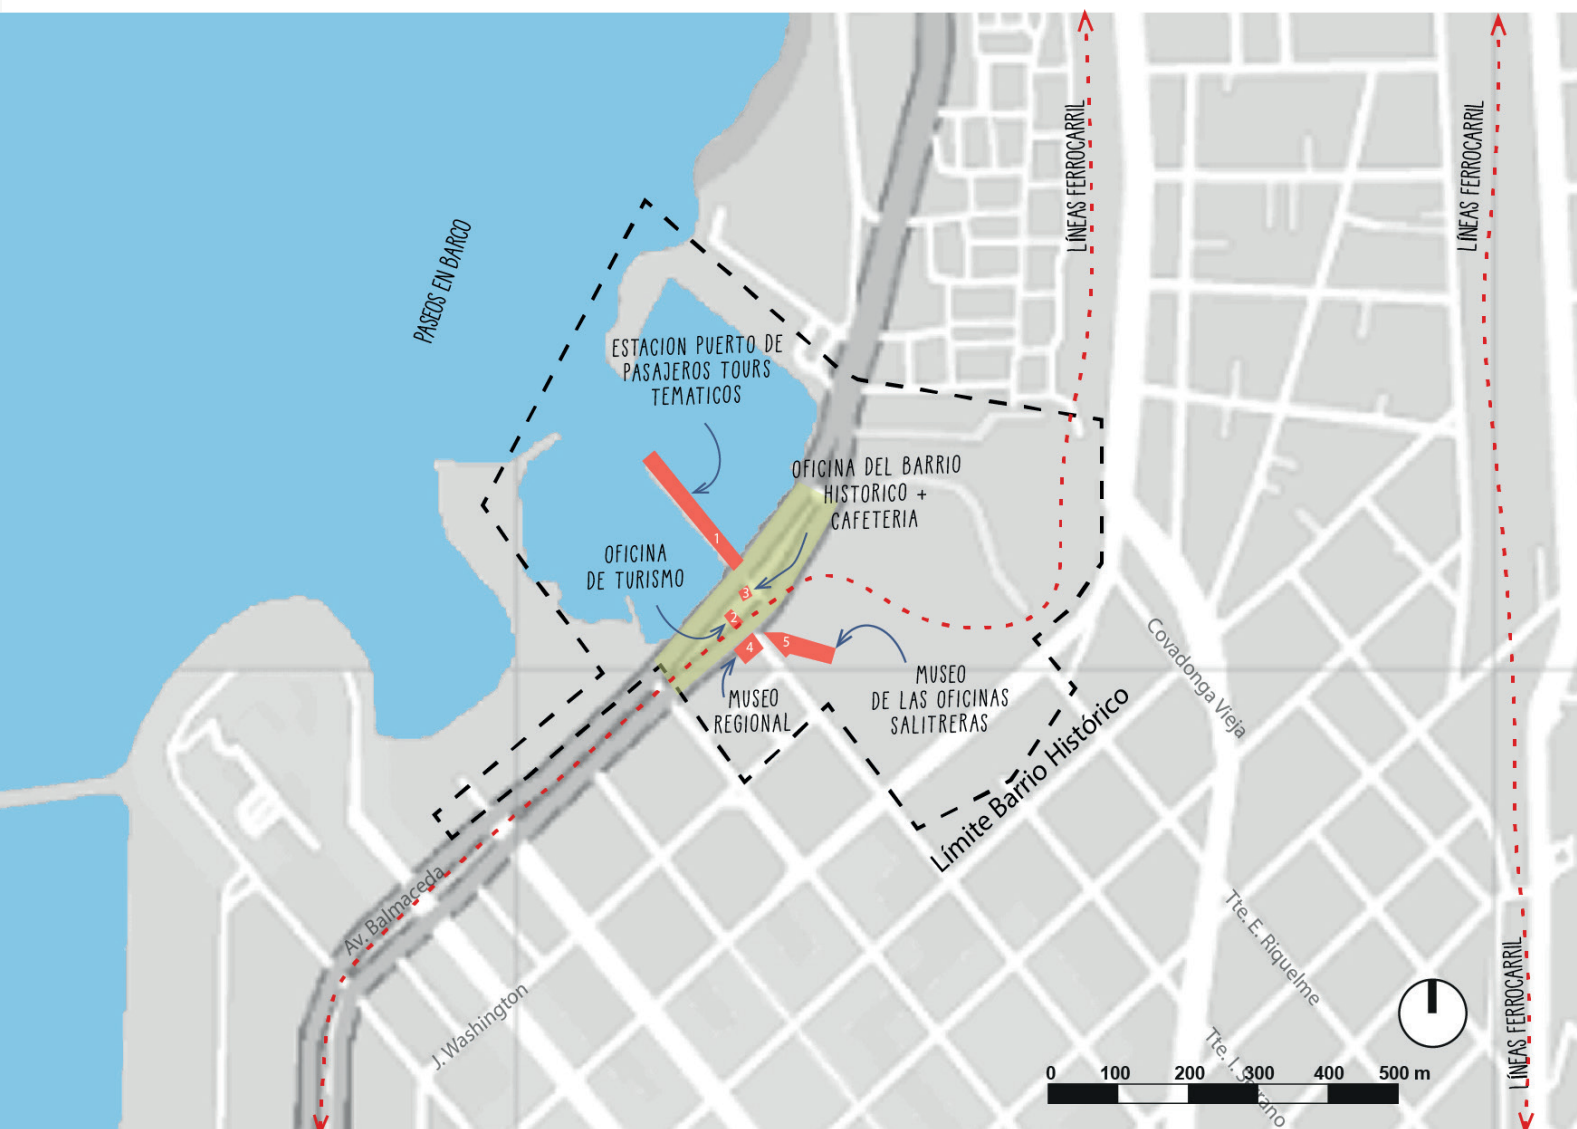 LÍNEAS FERROCARRIL
LÍNEAS FERROCARRIL
PASEOS EN BARCO
ESTACION PUERTO DE
PASAJEROS TOURS
TEMATICOS
OFICINA DEL BARRIO
HISTORICO +
CAFETERIA
1
OFICINA
DE TURISMO
3
2
4
5
MUSEO
REGIONAL
MUSEO
DE LAS OFICINAS
SALITRERAS
Covadonga Vieja
Límite Barrio Histórico
Av. Balmaceda
J. Washington
Tte. E. Riquelme
Tte. I. Serrano
LÍNEAS FERROCARRIL
0 100 200 300 400 500 m